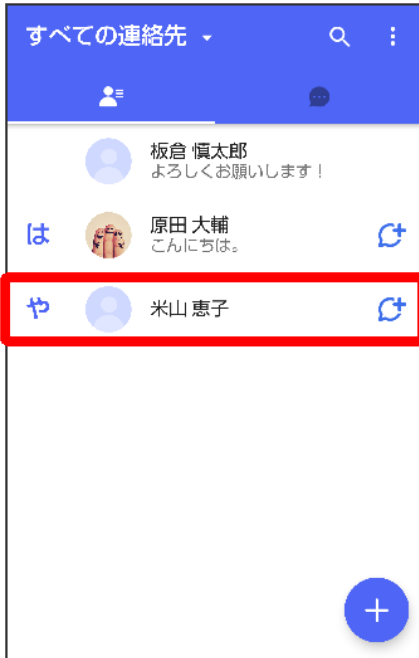 すべての連絡先
板倉 慎太郎
よろしくお願いします！
は
原田 大輔
こんにちは。
や
米山 恵子